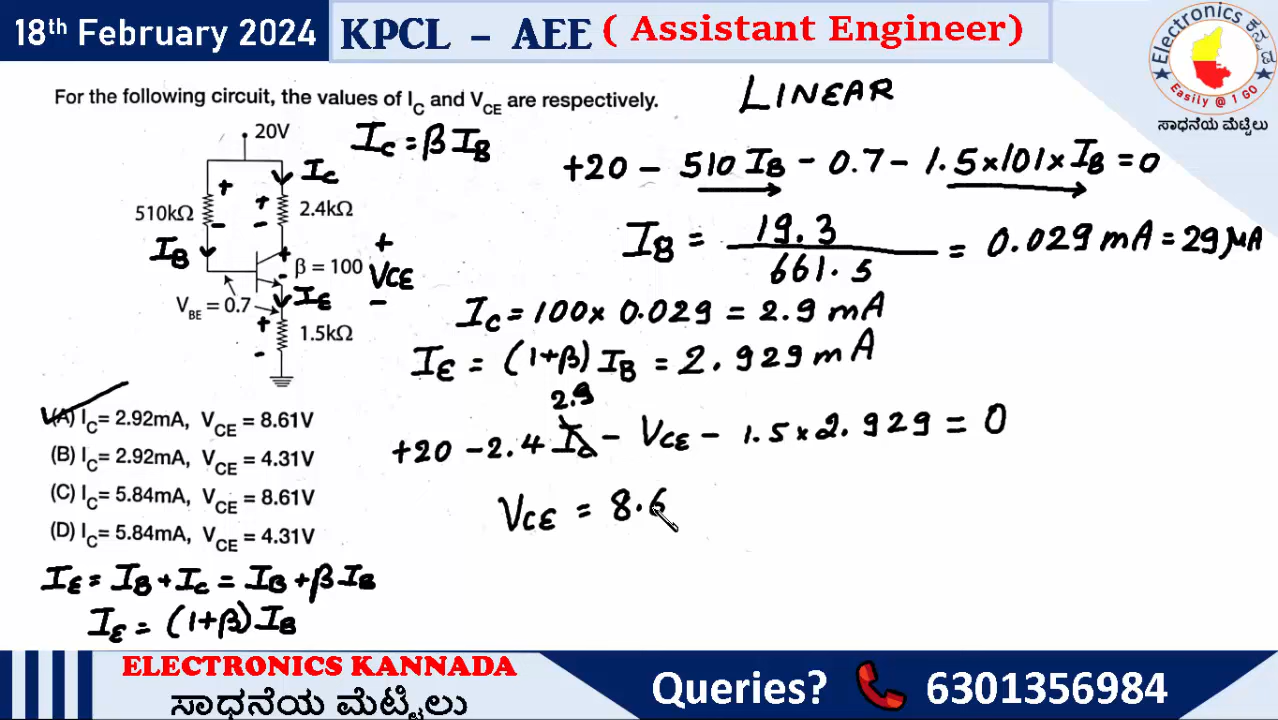 18th February 2024
KPCL - AEE ( Assistant Engineer)
Electronics ಕನ್ನಡ
Easily @ 1 GO
ಸಾಧನೆಯ ಮೆಟ್ಟಿಲು
For the following circuit, the values of IC and VCE are respectively.
LINEAR
20V
IC = βIB
IC
+20 - 510 IB - 0.7 - 1.5×101×IB = 0
+
+
510kΩ
2.4kΩ
-
-
IB
+
+
IB = 19.3 / 661.5 = 0.029 mA = 29 μA
β = 100
-
VCE
VBE = 0.7
IE
-
IC = 100× 0.029 = 2.9 mA
+
1.5kΩ
-
IE = (1+β) IB = 2.929 mA
2.9
(A) IC= 2.92mA, VCE = 8.61V
+20 -2.4 IC - VCE - 1.5×2.929 = 0
(B) IC= 2.92mA, VCE = 4.31V
(C) IC= 5.84mA, VCE = 8.61V
VCE = 8.6
(D) IC= 5.84mA, VCE = 4.31V
IE = IB + IC = IB + βIB
IE = (1+β)IB
ELECTRONICS KANNADA
ಸಾಧನೆಯ ಮೆಟ್ಟಿಲು
Queries? 6301356984